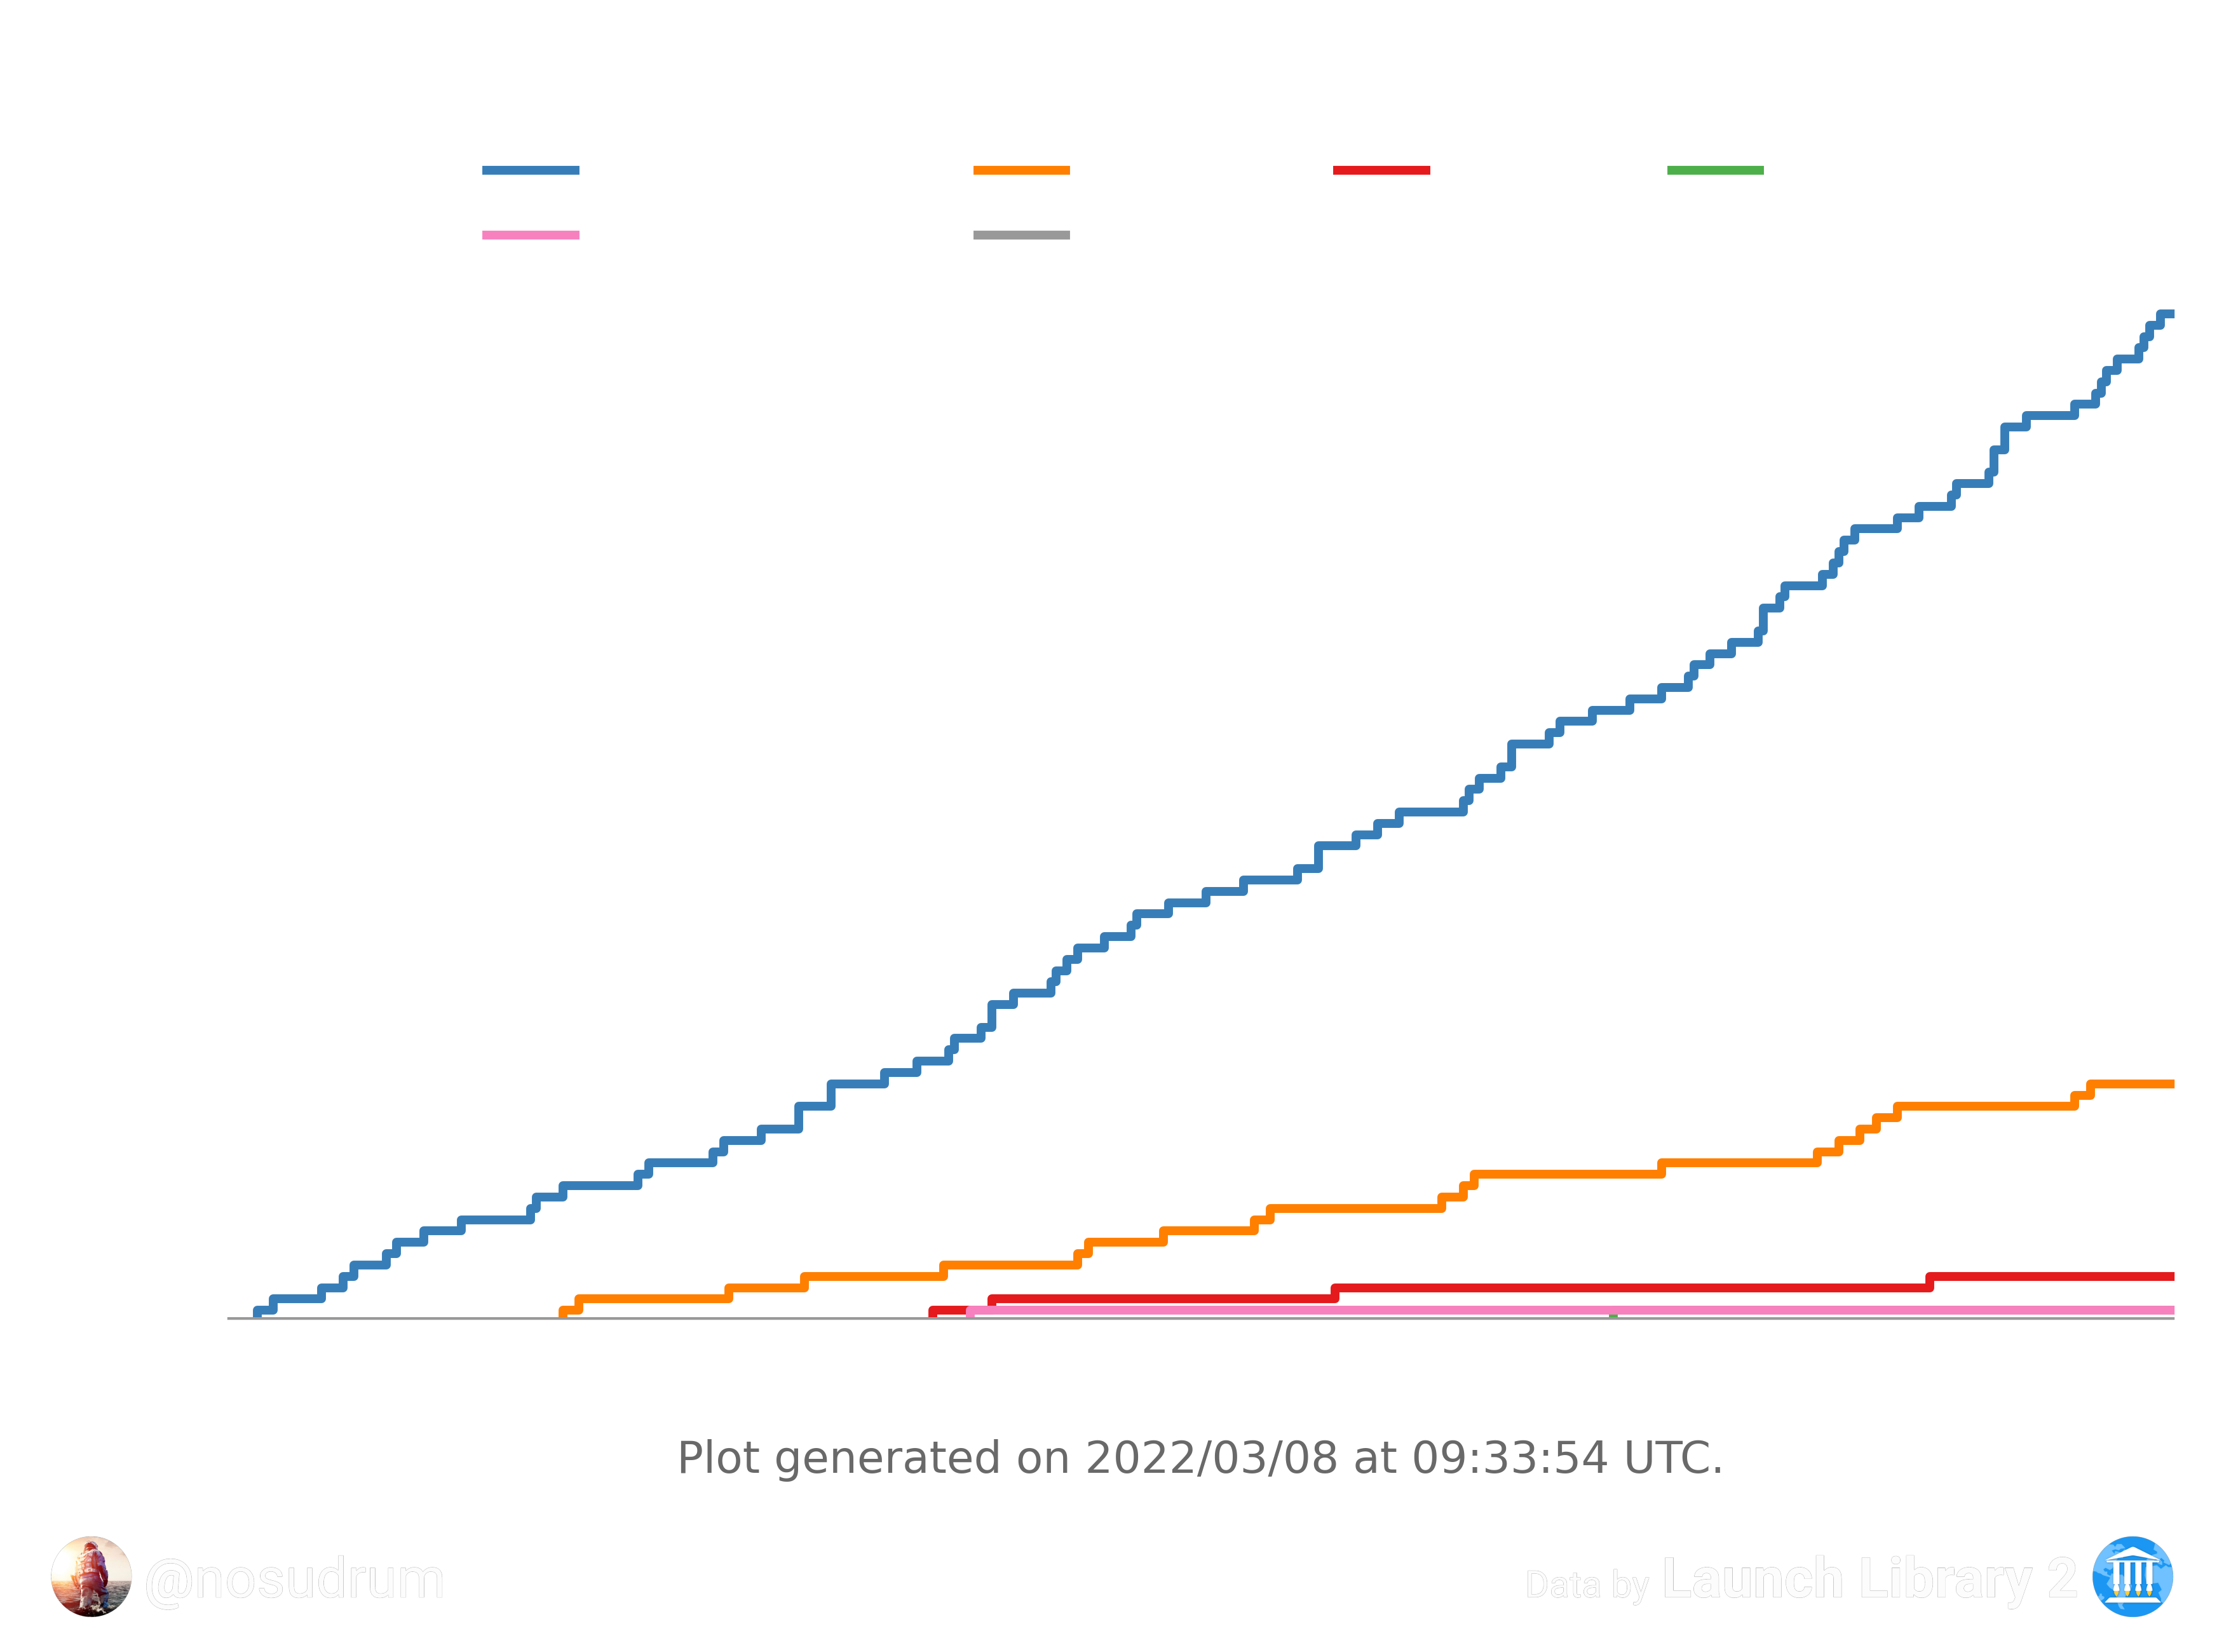 Plot generated on 2022/03/08 at 09:33:54 UTC.
@nosudrum
Data by Launch Library 2